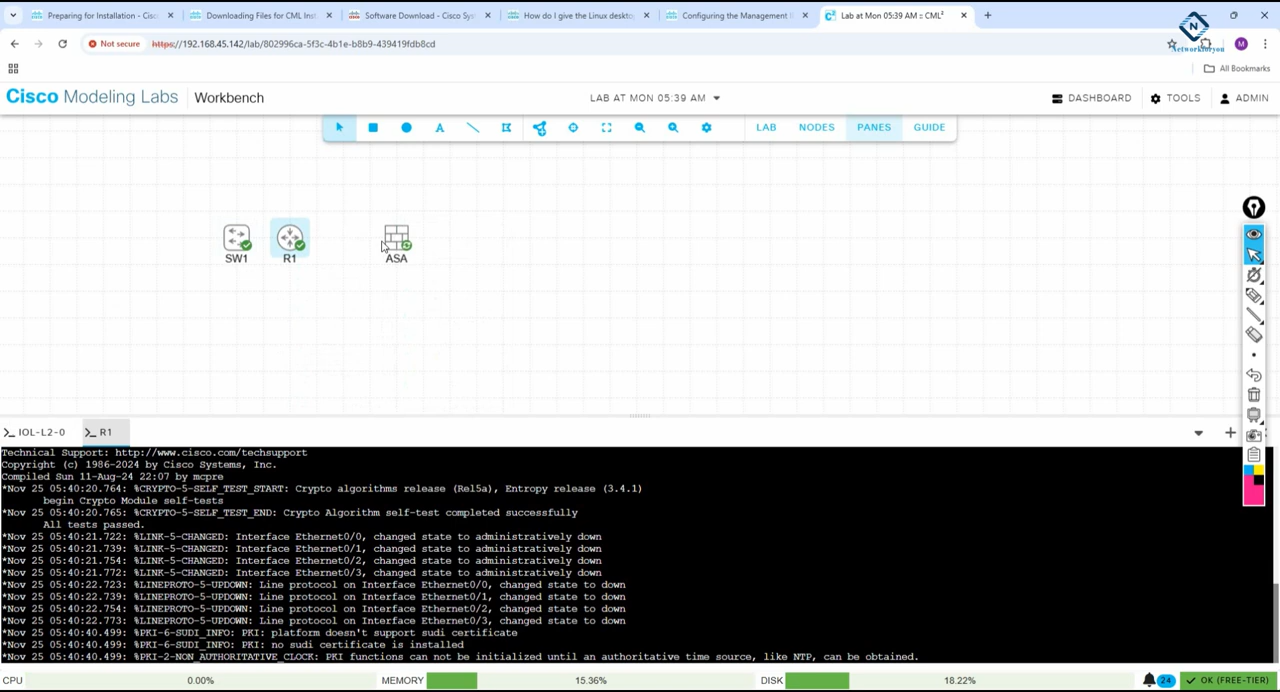 Preparing for Installation - Cisco
Downloading Files for CML Inst
Software Download - Cisco Sys
How do I give the Linux deskto
Configuring the Management I
Lab at Mon 05:39 AM :: CML²
Networkforyou
Not secure
https://192.168.45.142/lab/802996ca-5f3c-4b1e-b8b9-439419fdb8cd
M
All Bookmarks
Cisco Modeling Labs
Workbench
LAB AT MON 05:39 AM
DASHBOARD
TOOLS
ADMIN
A
LAB
NODES
PANES
GUIDE
SW1
R1
ASA
>_ IOL-L2-0
>_ R1
Technical Support: http://www.cisco.com/techsupport
Copyright (c) 1986-2024 by Cisco Systems, Inc.
Compiled Sun 11-Aug-24 22:07 by mcpre
*Nov 25 05:40:20.764: %CRYPTO-5-SELF_TEST_START: Crypto algorithms release (Rel5a), Entropy release (3.4.1)
begin Crypto Module self-tests
*Nov 25 05:40:20.765: %CRYPTO-5-SELF_TEST_END: Crypto Algorithm self-test completed successfully
All tests passed.
*Nov 25 05:40:21.722: %LINK-5-CHANGED: Interface Ethernet0/0, changed state to administratively down
*Nov 25 05:40:21.739: %LINK-5-CHANGED: Interface Ethernet0/1, changed state to administratively down
*Nov 25 05:40:21.754: %LINK-5-CHANGED: Interface Ethernet0/2, changed state to administratively down
*Nov 25 05:40:21.772: %LINK-5-CHANGED: Interface Ethernet0/3, changed state to administratively down
*Nov 25 05:40:22.723: %LINEPROTO-5-UPDOWN: Line protocol on Interface Ethernet0/0, changed state to down
*Nov 25 05:40:22.739: %LINEPROTO-5-UPDOWN: Line protocol on Interface Ethernet0/1, changed state to down
*Nov 25 05:40:22.754: %LINEPROTO-5-UPDOWN: Line protocol on Interface Ethernet0/2, changed state to down
*Nov 25 05:40:22.773: %LINEPROTO-5-UPDOWN: Line protocol on Interface Ethernet0/3, changed state to down
*Nov 25 05:40:40.499: %PKI-6-SUDI_INFO: PKI: platform doesn't support sudi certificate
*Nov 25 05:40:40.499: %PKI-6-SUDI_INFO: PKI: no sudi certificate is installed
*Nov 25 05:40:40.499: %PKI-2-NON_AUTHORITATIVE_CLOCK: PKI functions can not be initialized until an authoritative time source, like NTP, can be obtained.
CPU
0.00%
MEMORY
15.36%
DISK
18.22%
24
OK (FREE-TIER)